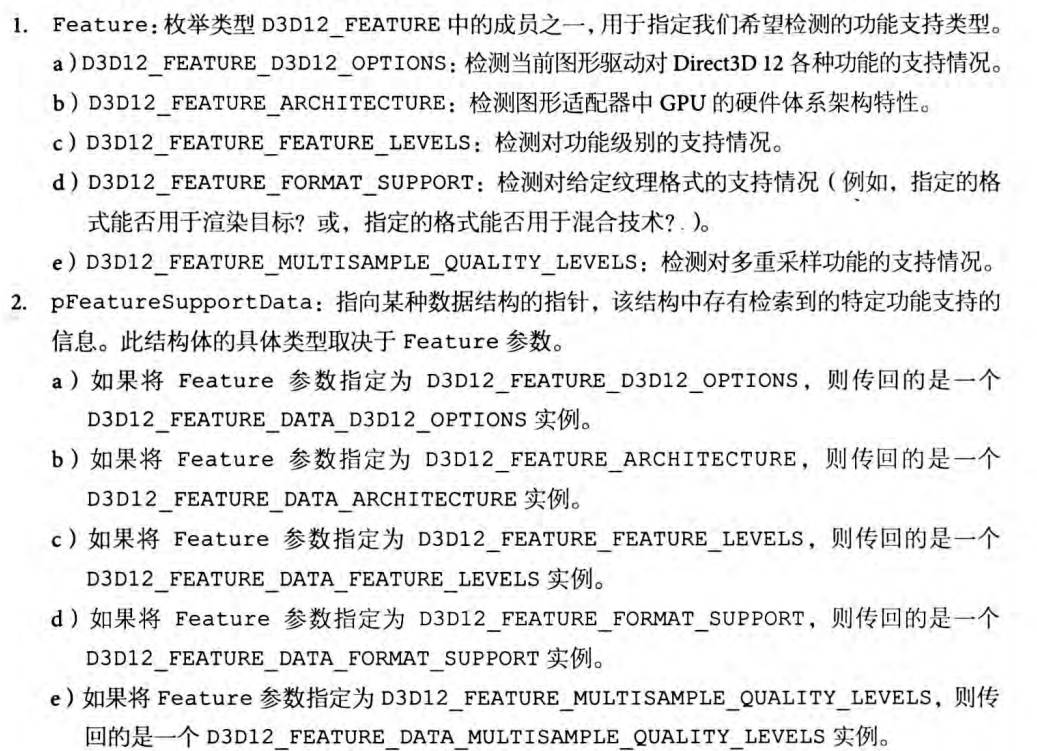 1. Feature：枚举类型 D3D12_FEATURE 中的成员之一，用于指定我们希望检测的功能支持类型。
a）D3D12_FEATURE_D3D12_OPTIONS：检测当前图形驱动对 Direct3D 12 各种功能的支持情况。
b）D3D12_FEATURE_ARCHITECTURE：检测图形适配器中 GPU 的硬件体系架构特性。
c）D3D12_FEATURE_FEATURE_LEVELS：检测对功能级别的支持情况。
d）D3D12_FEATURE_FORMAT_SUPPORT：检测对给定纹理格式的支持情况（例如，指定的格
式能否用于渲染目标？或，指定的格式能否用于混合技术？）。
e）D3D12_FEATURE_MULTISAMPLE_QUALITY_LEVELS：检测对多重采样功能的支持情况。
2. pFeatureSupportData：指向某种数据结构的指针，该结构中存有检索到的特定功能支持的
信息。此结构体的具体类型取决于 Feature 参数。
a）如果将 Feature 参数指定为 D3D12_FEATURE_D3D12_OPTIONS，则传回的是一个
D3D12_FEATURE_DATA_D3D12_OPTIONS 实例。
b）如果将 Feature 参数指定为 D3D12_FEATURE_ARCHITECTURE，则传回的是一个
D3D12_FEATURE_DATA_ARCHITECTURE 实例。
c）如果将 Feature 参数指定为 D3D12_FEATURE_FEATURE_LEVELS，则传回的是一个
D3D12_FEATURE_DATA_FEATURE_LEVELS 实例。
d）如果将 Feature 参数指定为 D3D12_FEATURE_FORMAT_SUPPORT，则传回的是一个
D3D12_FEATURE_DATA_FORMAT_SUPPORT 实例。
e）如果将 Feature 参数指定为 D3D12_FEATURE_MULTISAMPLE_QUALITY_LEVELS，则传
回的是一个 D3D12_FEATURE_DATA_MULTISAMPLE_QUALITY_LEVELS 实例。